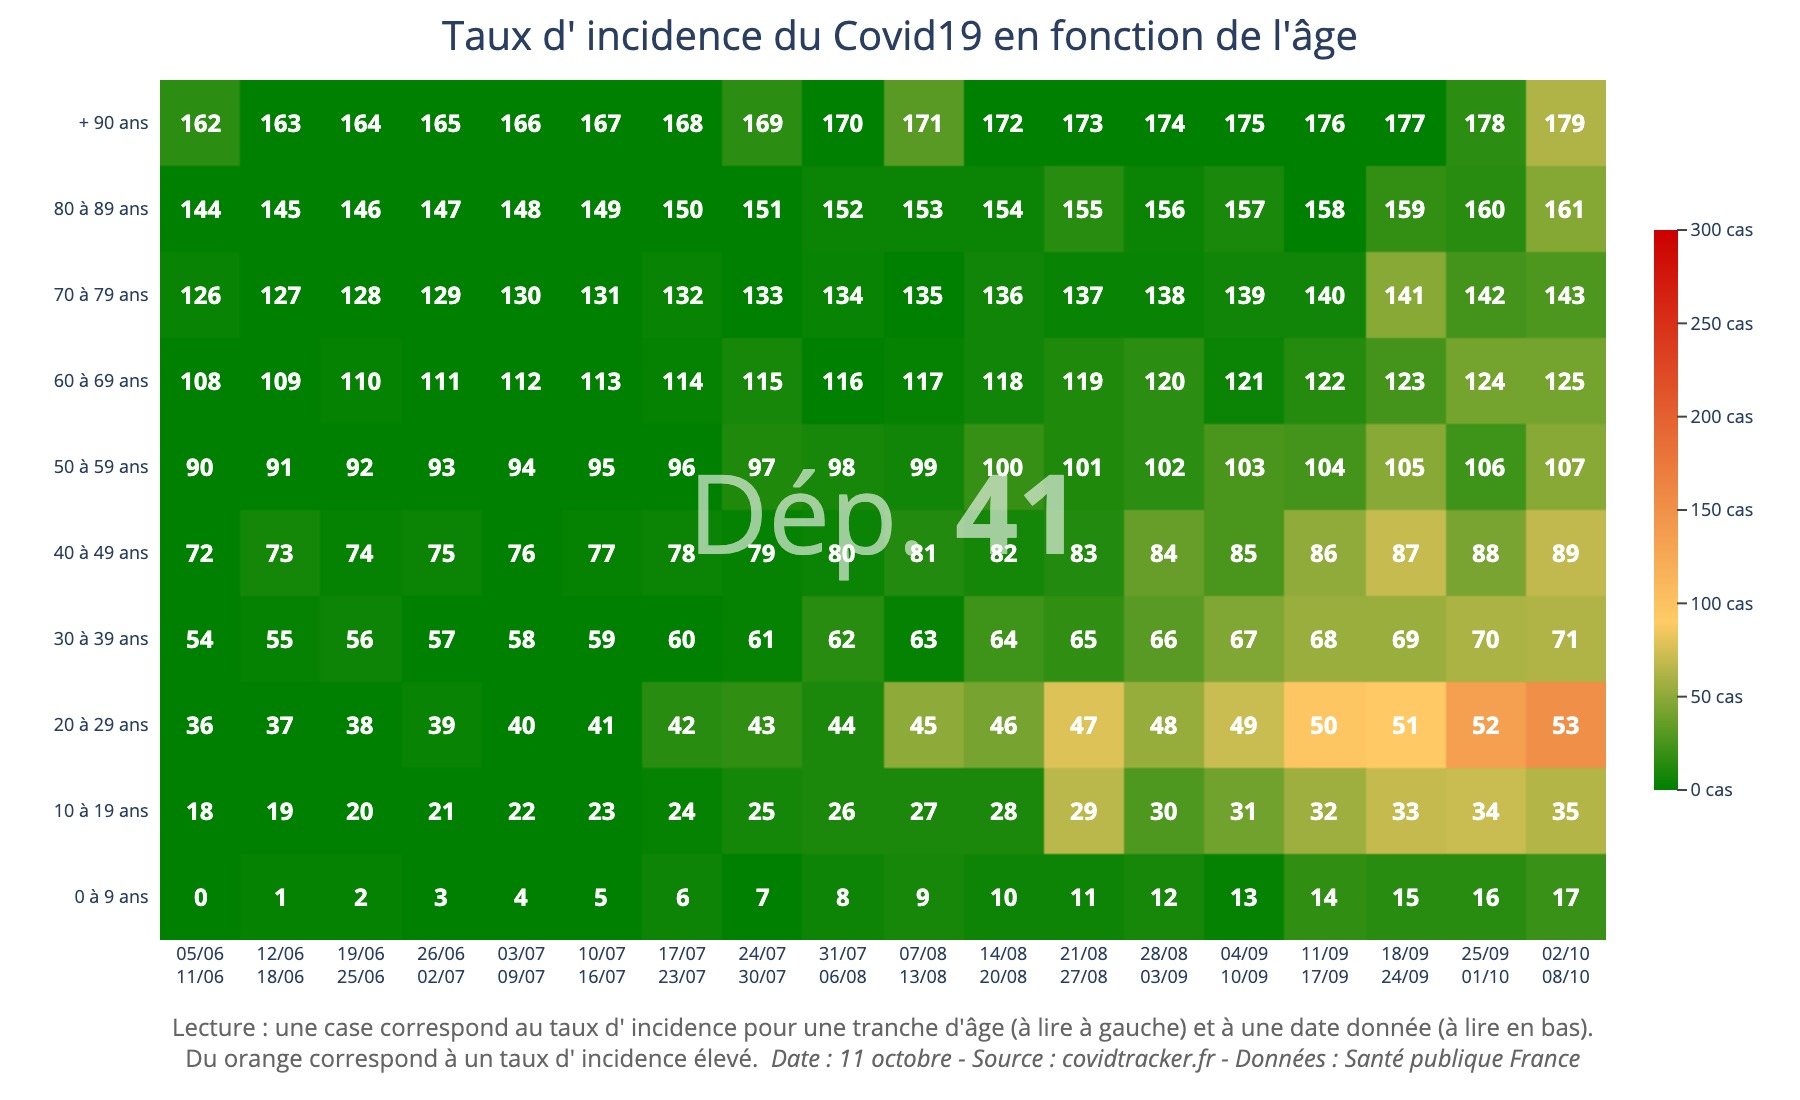 Taux d' incidence du Covid19 en fonction de l'âge
+ 90 ans 162 163 164 165 166 167 168 169 170 171 172 173 174 175 176 177 178 179
80 à 89 ans 144 145 146 147 148 149 150 151 152 153 154 155 156 157 158 159 160 161
70 à 79 ans 126 127 128 129 130 131 132 133 134 135 136 137 138 139 140 141 142 143
60 à 69 ans 108 109 110 111 112 113 114 115 116 117 118 119 120 121 122 123 124 125
50 à 59 ans 90 91 92 93 94 95 96 97 98 99 100 101 102 103 104 105 106 107
Dép. 41
40 à 49 ans 72 73 74 75 76 77 78 79 80 81 82 83 84 85 86 87 88 89
30 à 39 ans 54 55 56 57 58 59 60 61 62 63 64 65 66 67 68 69 70 71
20 à 29 ans 36 37 38 39 40 41 42 43 44 45 46 47 48 49 50 51 52 53
10 à 19 ans 18 19 20 21 22 23 24 25 26 27 28 29 30 31 32 33 34 35
0 à 9 ans 0 1 2 3 4 5 6 7 8 9 10 11 12 13 14 15 16 17
05/06 12/06 19/06 26/06 03/07 10/07 17/07 24/07 31/07 07/08 14/08 21/08 28/08 04/09 11/09 18/09 25/09 02/10
11/06 18/06 25/06 02/07 09/07 16/07 23/07 30/07 06/08 13/08 20/08 27/08 03/09 10/09 17/09 24/09 01/10 08/10
300 cas
250 cas
200 cas
150 cas
100 cas
50 cas
0 cas
Lecture : une case correspond au taux d' incidence pour une tranche d'âge (à lire à gauche) et à une date donnée (à lire en bas).
Du orange correspond à un taux d' incidence élevé. Date : 11 octobre - Source : covidtracker.fr - Données : Santé publique France